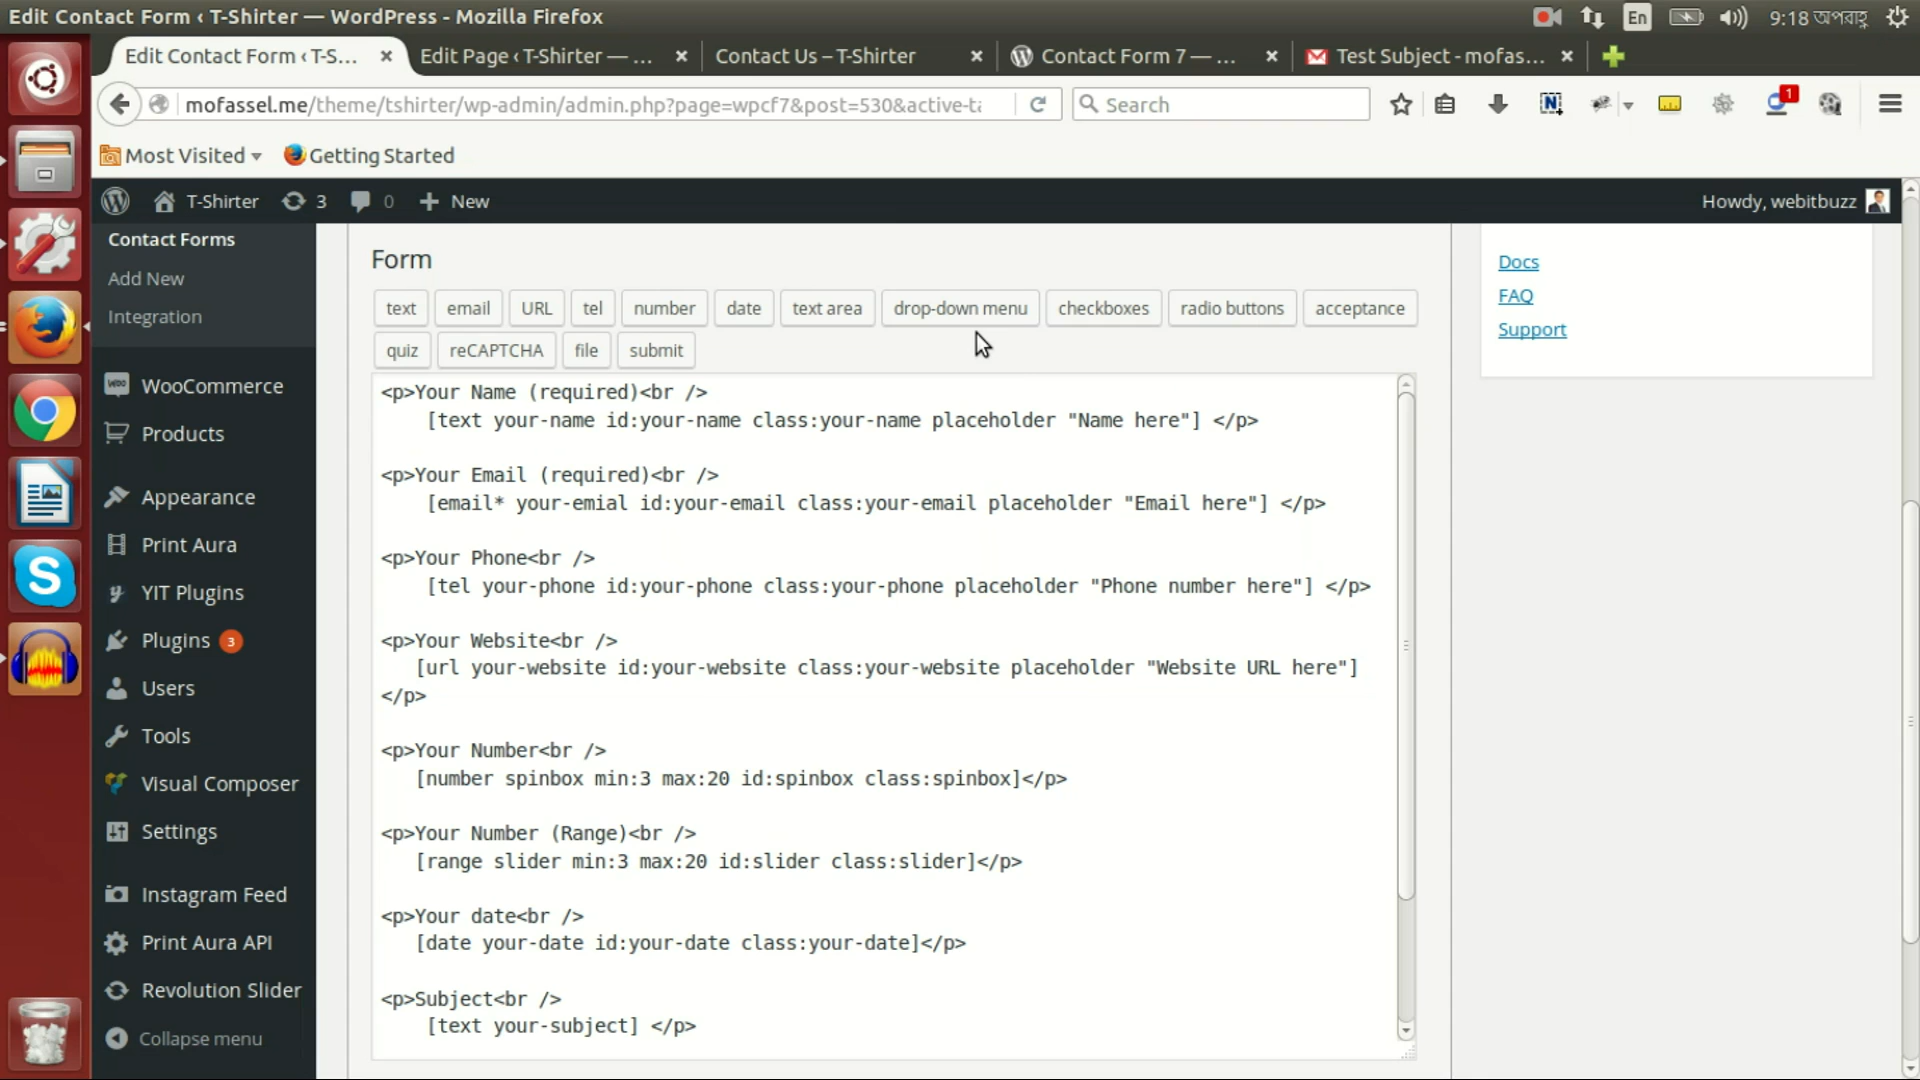 Edit Contact Form ‹ T-Shirter — WordPress - Mozilla Firefox
En
9:18 অপরাহ্ণ
Edit Contact Form ‹ T-S...
Edit Page ‹ T-Shirter — ...
Contact Us – T-Shirter
Contact Form 7 — ...
Test Subject - mofas...
mofassel.me/theme/tshirter/wp-admin/admin.php?page=wpcf7&post=530&active-ta
Search
1
Most Visited
Getting Started
T-Shirter
3
0
New
Howdy, webitbuzz
Contact Forms
Add New
Integration
WooCommerce
Products
Appearance
Print Aura
YIT Plugins
Plugins 3
Users
Tools
Visual Composer
Settings
Instagram Feed
Print Aura API
Revolution Slider
Collapse menu
Form
text email URL tel number date text area drop-down menu checkboxes radio buttons acceptance
quiz reCAPTCHA file submit
<p>Your Name (required)<br />
[text your-name id:your-name class:your-name placeholder "Name here"] </p>
<p>Your Email (required)<br />
[email* your-emial id:your-email class:your-email placeholder "Email here"] </p>
<p>Your Phone<br />
[tel your-phone id:your-phone class:your-phone placeholder "Phone number here"] </p>
<p>Your Website<br />
[url your-website id:your-website class:your-website placeholder "Website URL here"]
</p>
<p>Your Number<br />
[number spinbox min:3 max:20 id:spinbox class:spinbox]</p>
<p>Your Number (Range)<br />
[range slider min:3 max:20 id:slider class:slider]</p>
<p>Your date<br />
[date your-date id:your-date class:your-date]</p>
<p>Subject<br />
[text your-subject] </p>
Docs
FAQ
Support